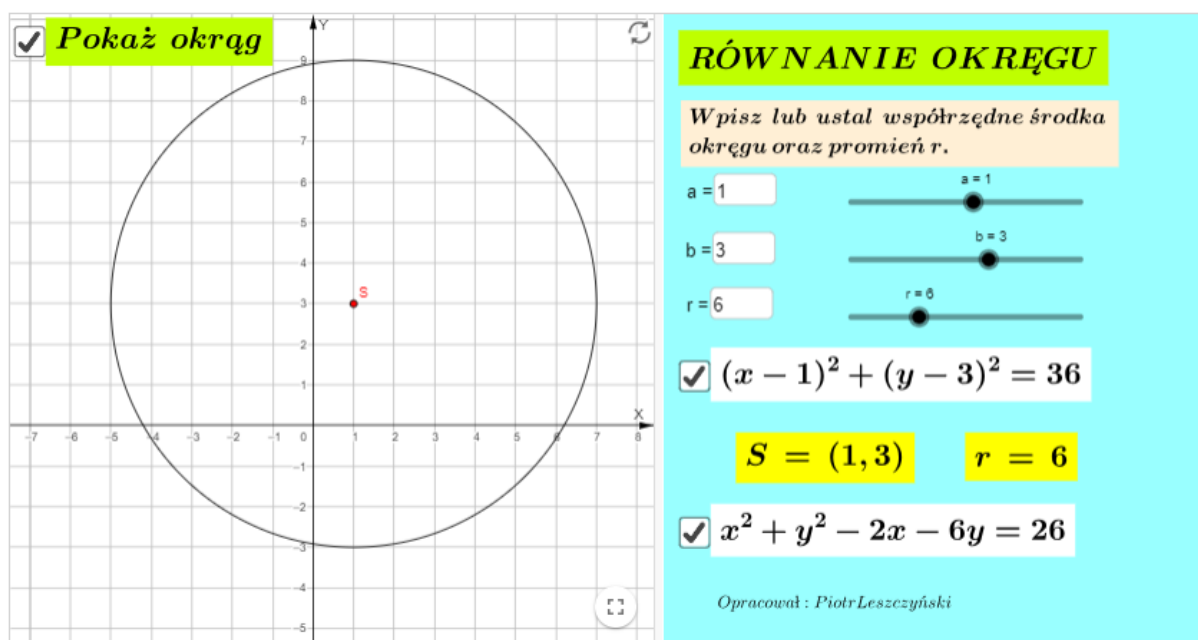 Pokaż okrąg
Y
9
8
7
6
5
4
3
2
1
S
X
-7 -6 -5 -4 -3 -2 -1 0 1 2 3 4 5 6 7 8
-1
-2
-3
-4
-5
RÓWNANIE OKRĘGU
Wpisz lub ustal współrzędne środka
okręgu oraz promień r.
a = 1
a = 1
b = 3
b = 3
r = 6
r = 6
(x − 1)² + (y − 3)² = 36
S = (1, 3) r = 6
x² + y² − 2x − 6y = 26
Opracował : PiotrLeszczyński